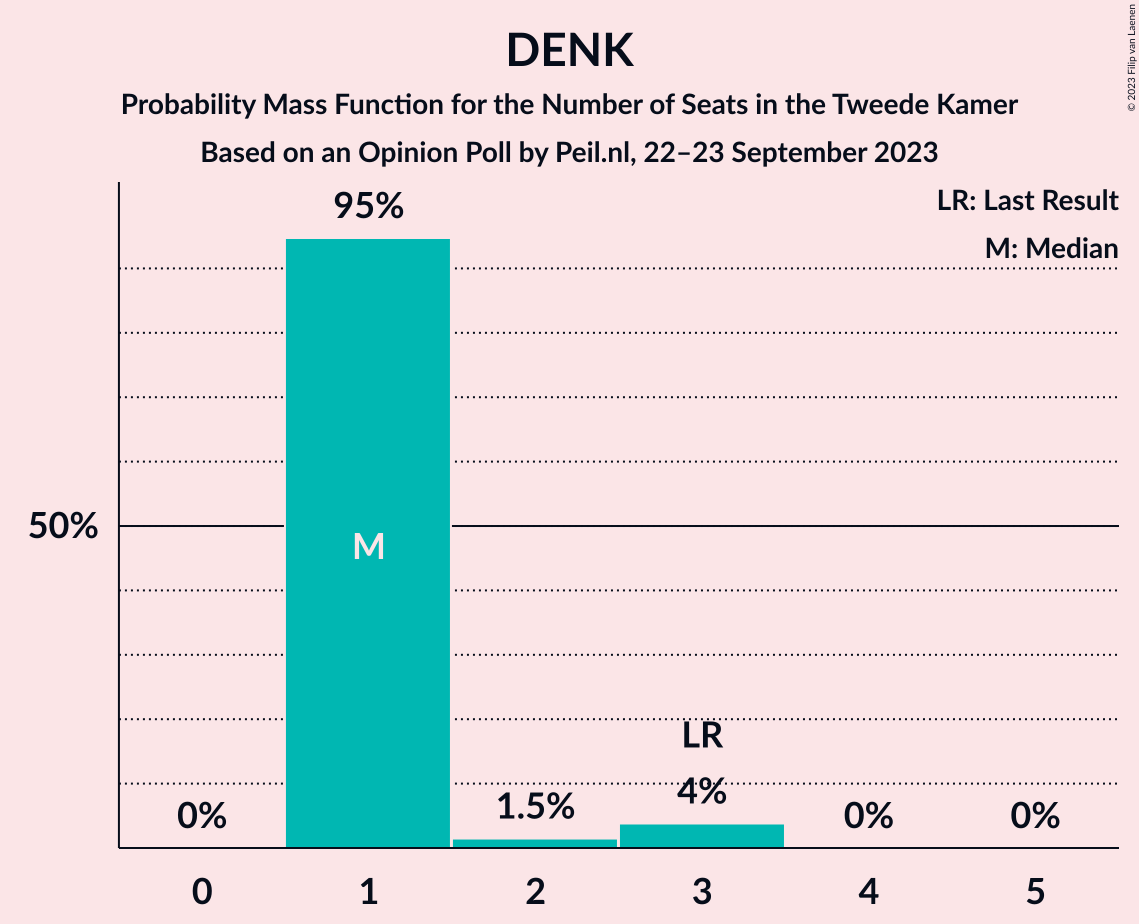 DENK
Probability Mass Function for the Number of Seats in the Tweede Kamer
Based on an Opinion Poll by Peil.nl, 22–23 September 2023
© 2023 Filip van Laenen
LR: Last Result
M: Median
95%
50%
M
LR
0%
1.5%
4%
0%
0%
0 1 2 3 4 5